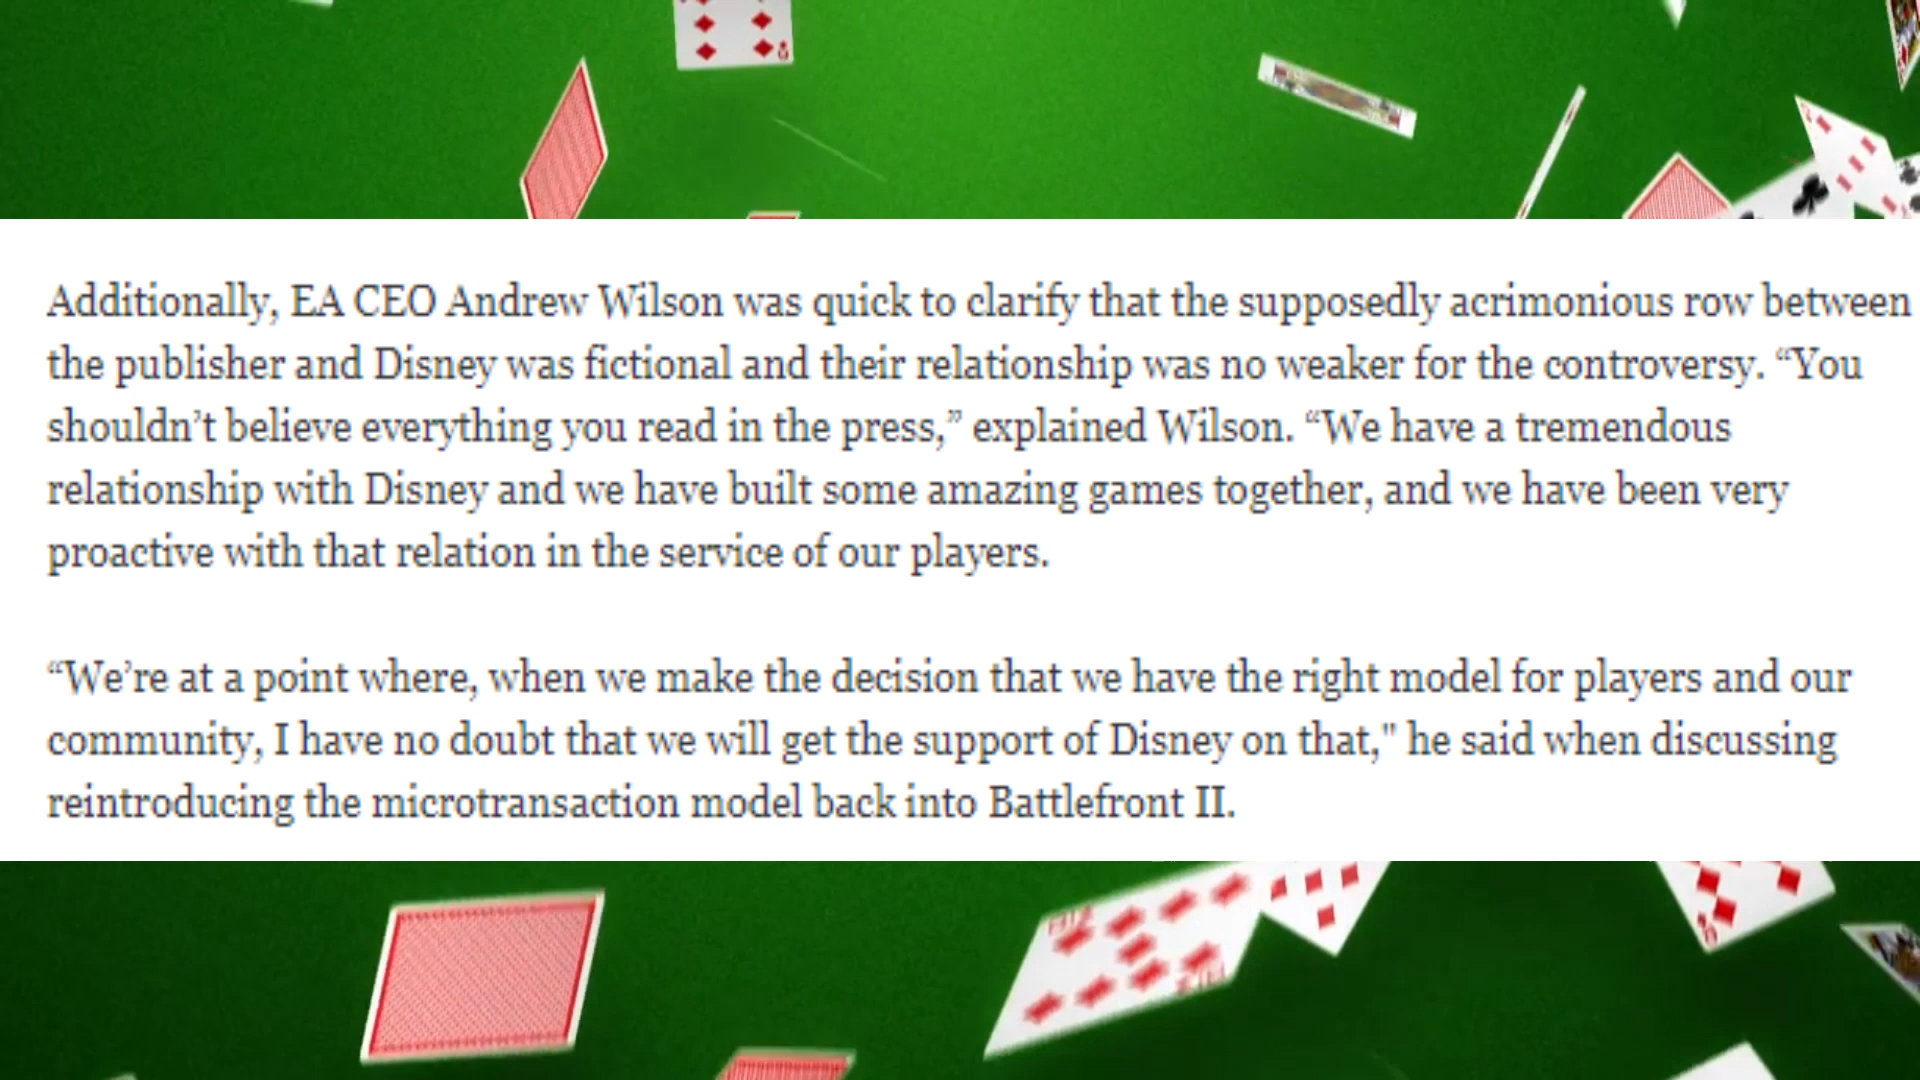 Additionally, EA CEO Andrew Wilson was quick to clarify that the supposedly acrimonious row between
the publisher and Disney was fictional and their relationship was no weaker for the controversy. “You
shouldn’t believe everything you read in the press,” explained Wilson. “We have a tremendous
relationship with Disney and we have built some amazing games together, and we have been very
proactive with that relation in the service of our players.
“We’re at a point where, when we make the decision that we have the right model for players and our
community, I have no doubt that we will get the support of Disney on that," he said when discussing
reintroducing the microtransaction model back into Battlefront II.